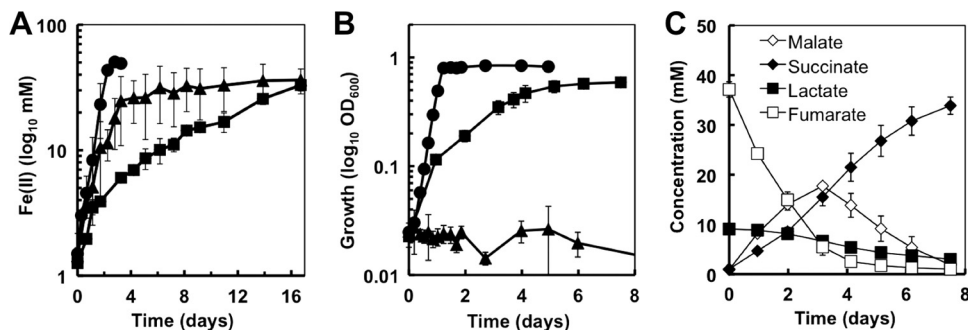 A
Fe(II) (log10 mM)
100
10
1
0 4 8 12 16
Time (days)
B
Growth (log10 OD600)
1
0.1
0.01
0 2 4 6 8
Time (days)
C
Concentration (mM)
50
40
30
20
10
0
0 2 4 6 8
Time (days)
Malate
Succinate
Lactate
Fumarate